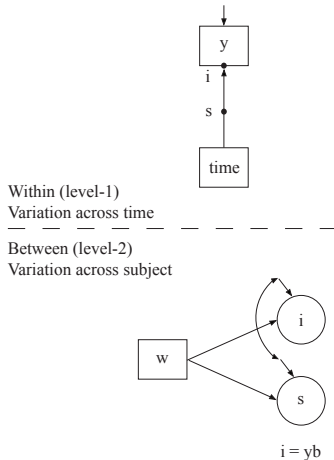 y
i
s
time
Within (level-1)
Variation across time
Between (level-2)
Variation across subject
i
w
s
i = yb